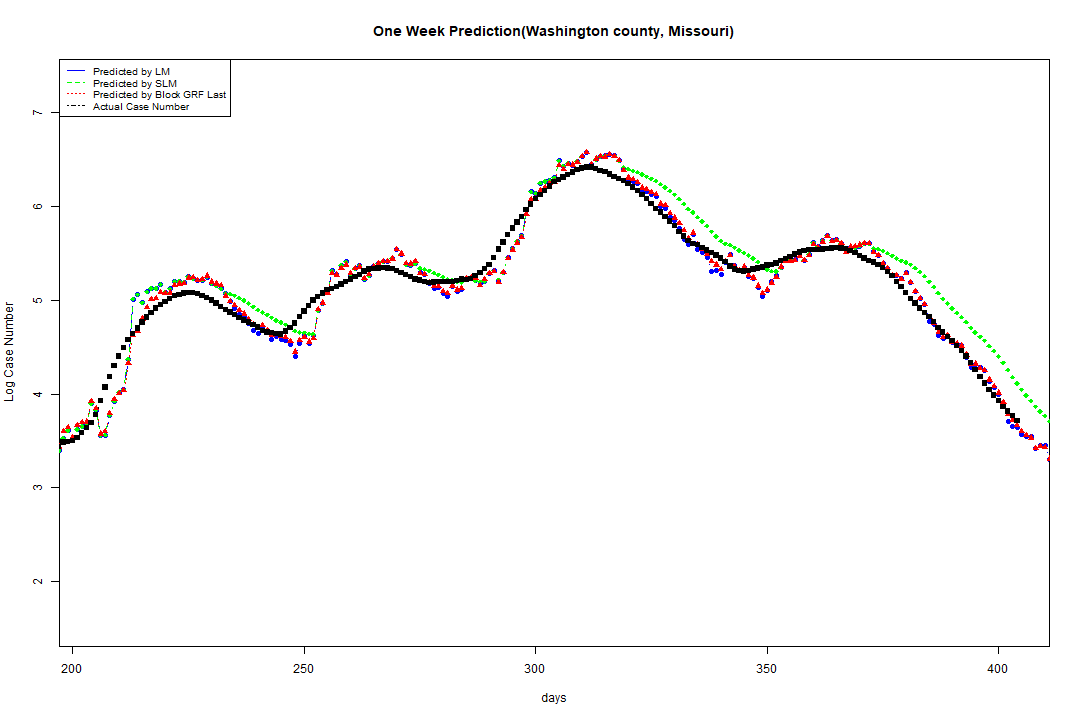 One Week Prediction(Washington county, Missouri)
Predicted by LM
Predicted by SLM
Predicted by Block GRF Last
Actual Case Number
Log Case Number
7
6
5
4
3
2
200 250 300 350 400
days